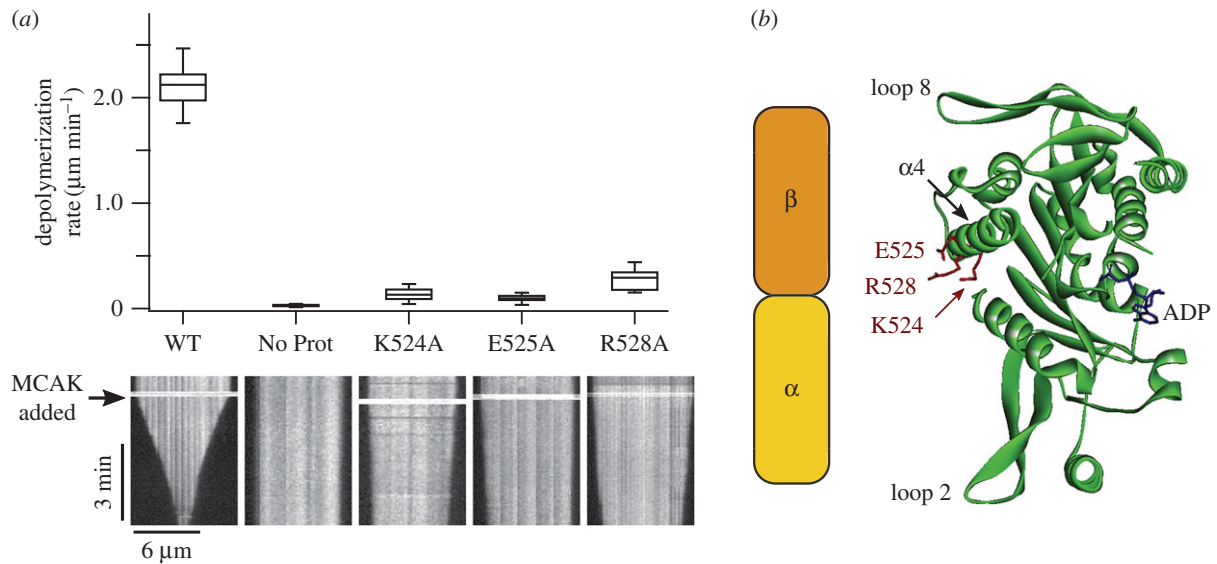 (a)
depolymerization
rate (µm min⁻¹)
2.0
1.0
0
WT
No Prot
K524A
E525A
R528A
MCAK
added
3 min
6 µm
(b)
β
α
loop 8
α4
E525
R528
K524
ADP
loop 2